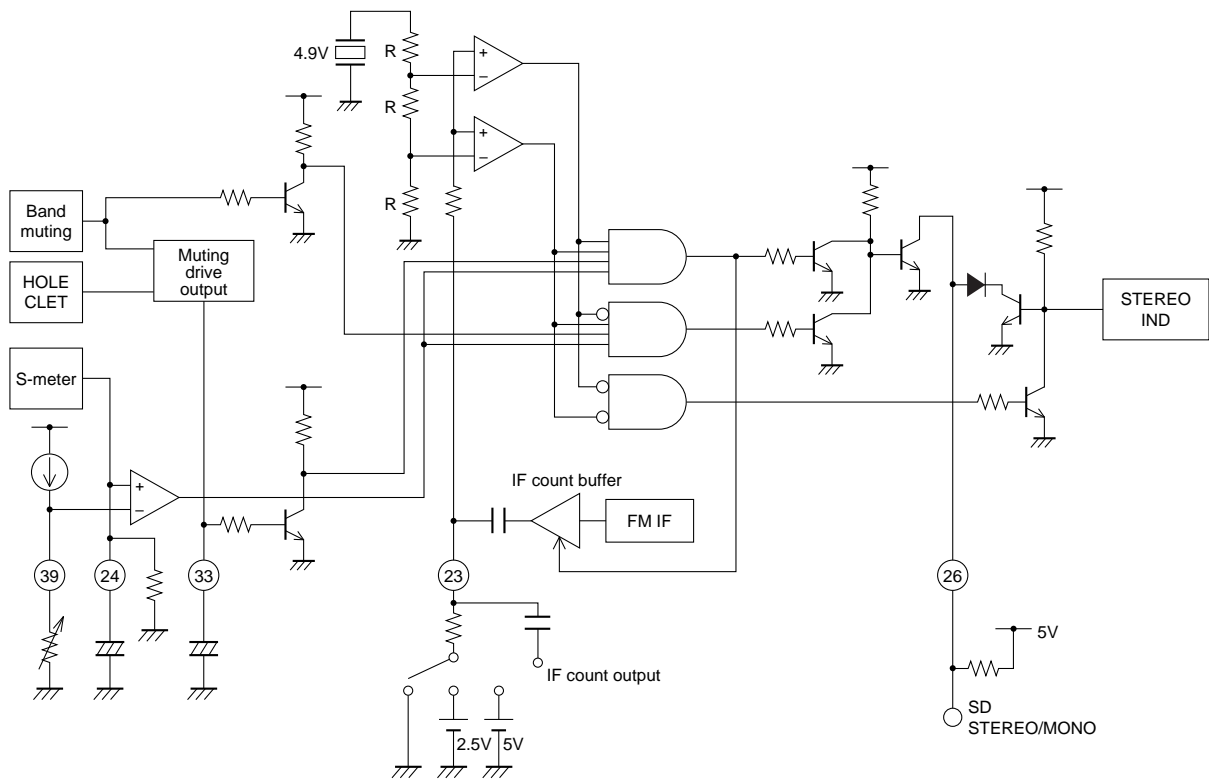 4.9V
R
R
R
+
−
+
−
Band
muting
HOLE
CLET
Muting
drive
output
S-meter
+
−
STEREO
IND
IF count buffer
FM IF
39
24
33
23
26
5V
IF count output
2.5V
5V
SD
STEREO/MONO